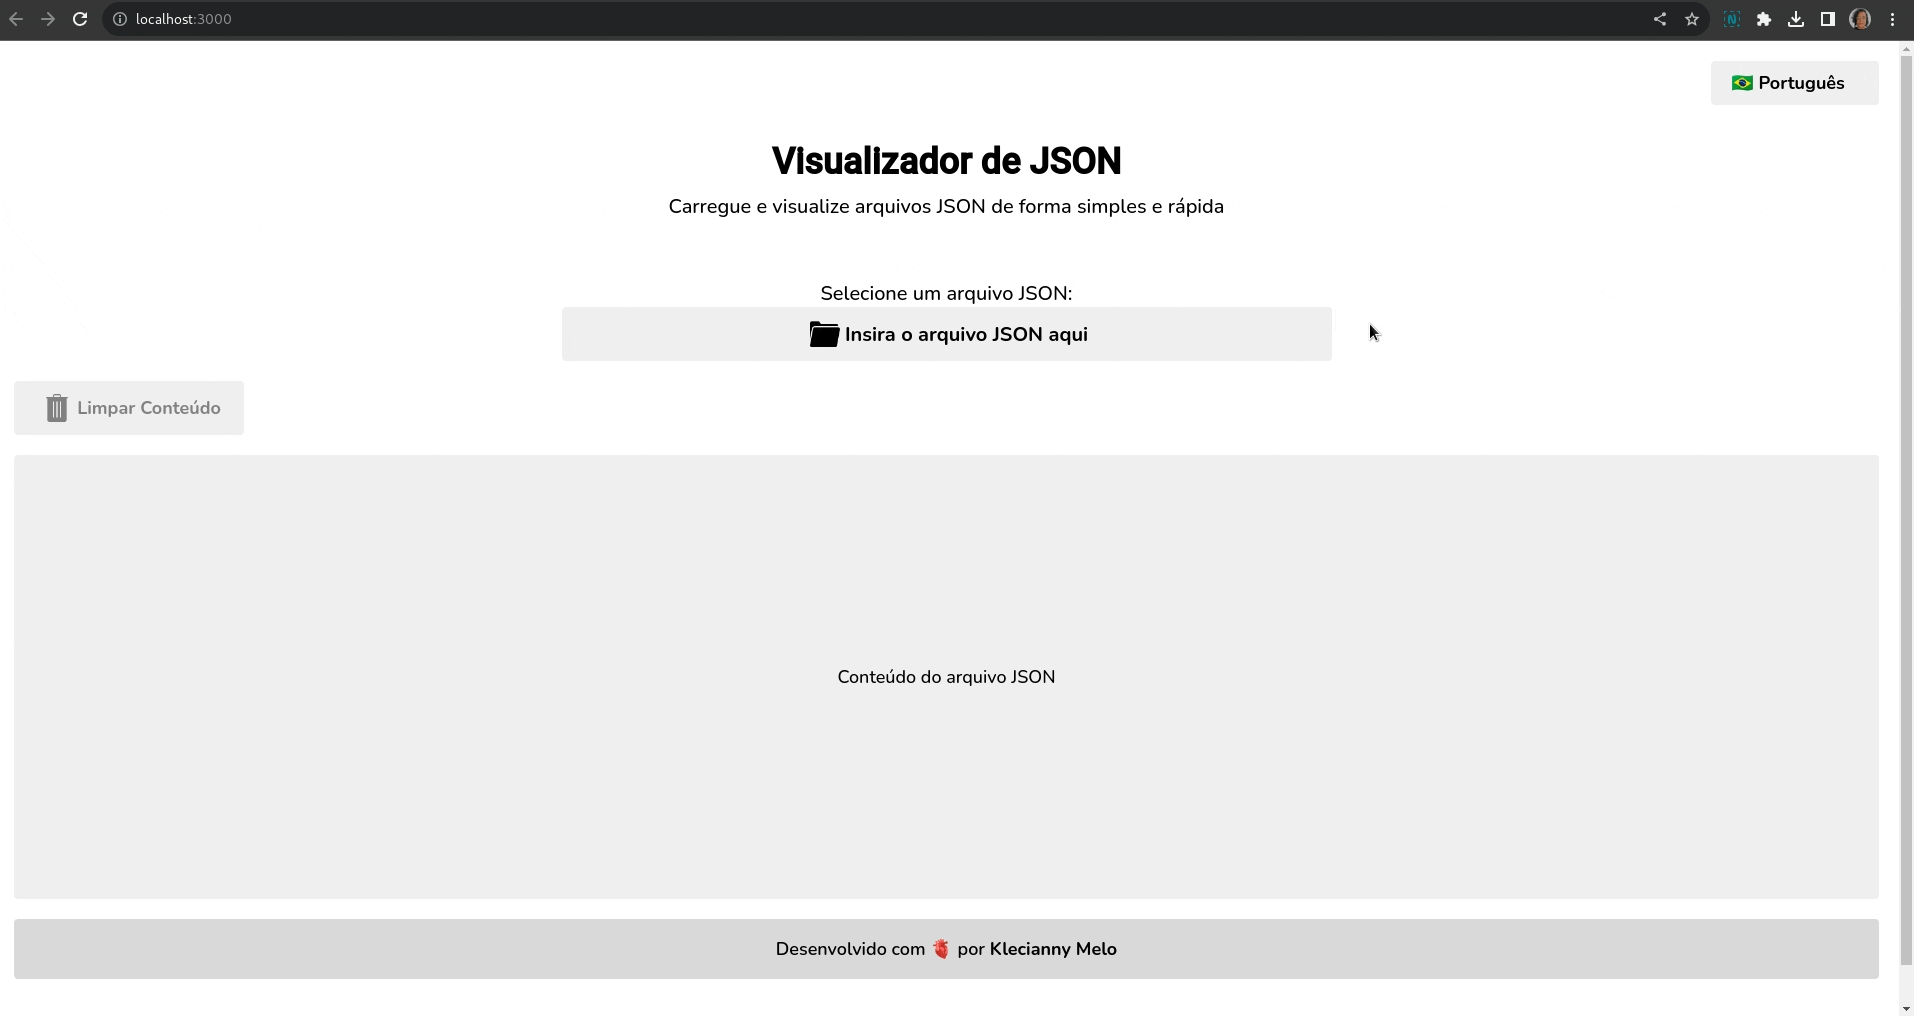 localhost:3000
🇧🇷 Português
Visualizador de JSON
Carregue e visualize arquivos JSON de forma simples e rápida
Selecione um arquivo JSON:
Insira o arquivo JSON aqui
Limpar Conteúdo
Conteúdo do arquivo JSON
Desenvolvido com 🫀 por Klecianny Melo